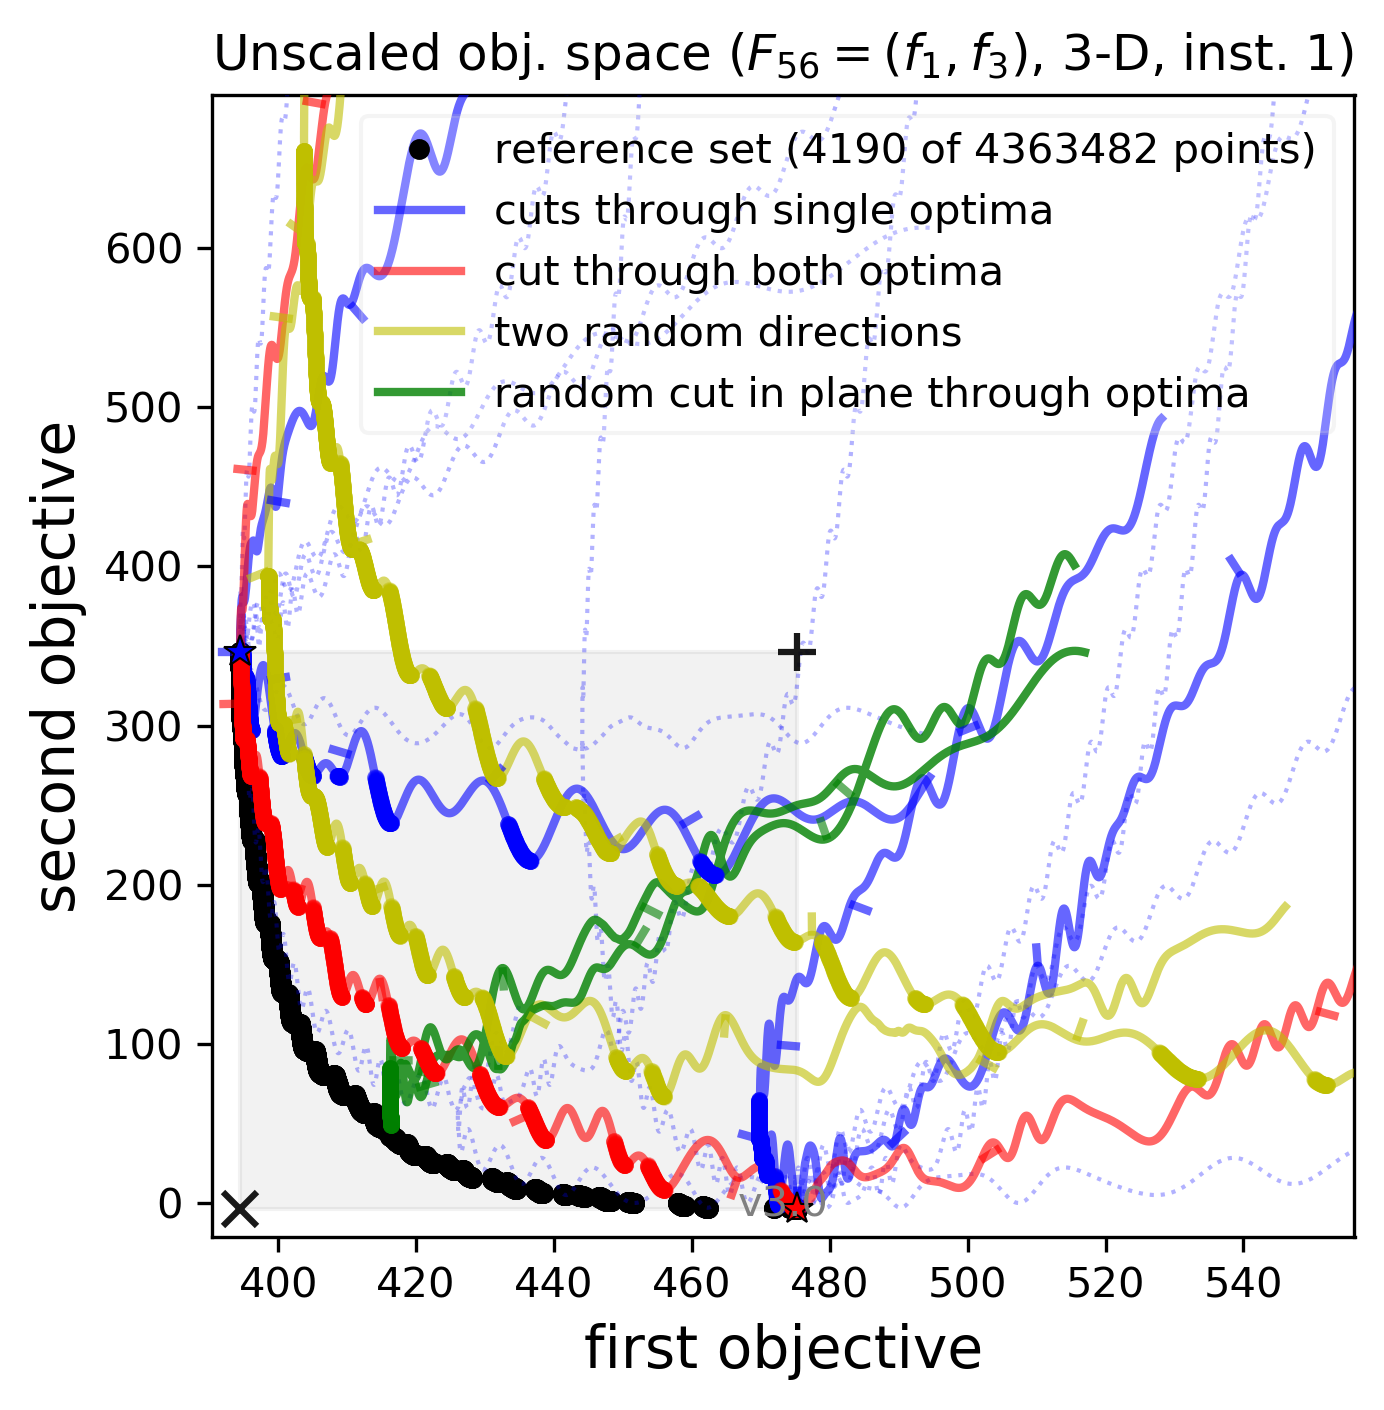 Unscaled obj. space (F56 = (f1, f3), 3-D, inst. 1)
reference set (4190 of 4363482 points)
cuts through single optima
cut through both optima
two random directions
random cut in plane through optima
600
500
400
300
200
100
0
second objective
400 420 440 460 480 500 520 540
first objective